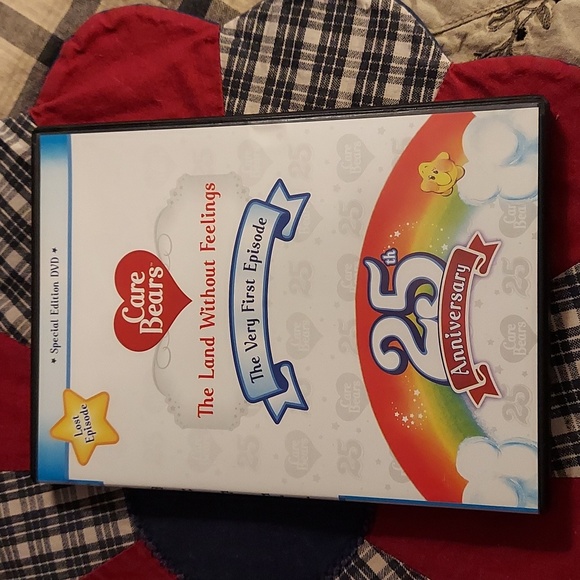 * Special Edition DVD *
Care
Bears
The Land Without Feelings
The Very First Episode
25th
Anniversary
Lost
Episode